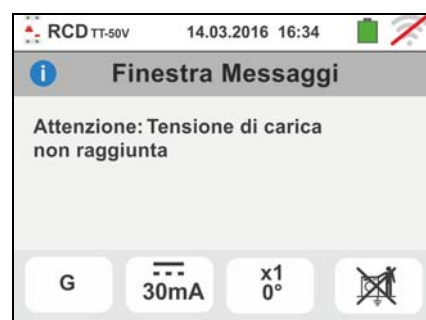 RCD TT-50V 14.03.2016 16:34
Finestra Messaggi
Attenzione: Tensione di carica
non raggiunta
G 30mA x1 0°